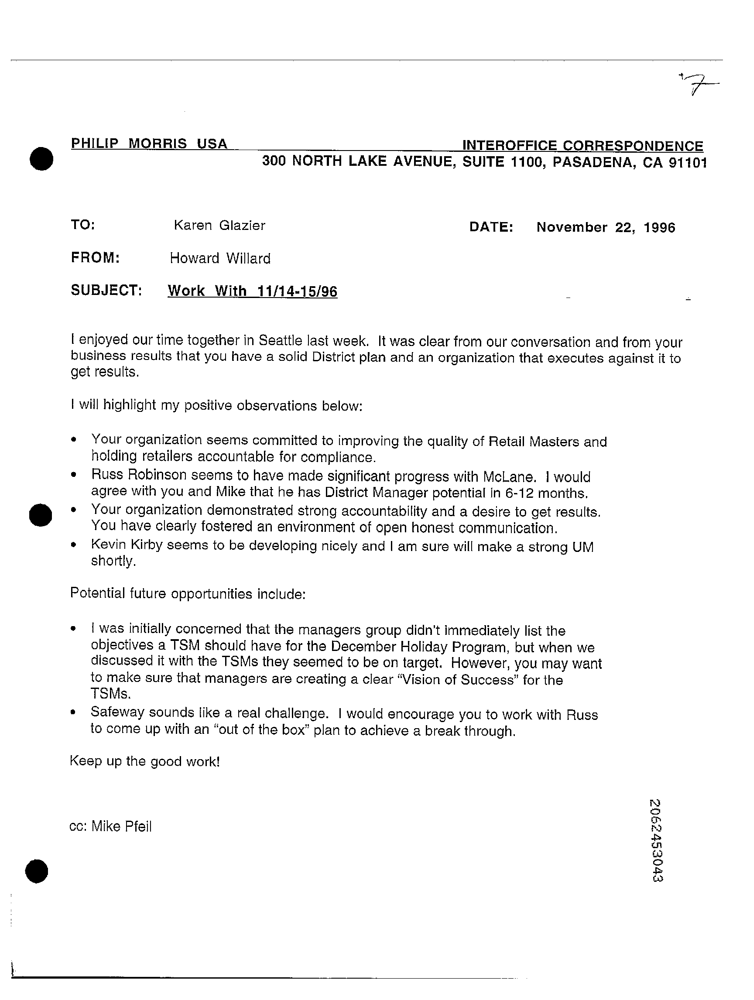 7
PHILIP MORRIS USA INTEROFFICE CORRESPONDENCE
300 NORTH LAKE AVENUE, SUITE 1100, PASADENA, CA 91101
TO: Karen Glazier DATE: November 22, 1996
FROM: Howard Willard
SUBJECT: Work With 11/14-15/96
I enjoyed our time together in Seattle last week. It was clear from our conversation and from your
business results that you have a solid District plan and an organization that executes against it to
get results.
I will highlight my positive observations below:
• Your organization seems committed to improving the quality of Retail Masters and
holding retailers accountable for compliance.
• Russ Robinson seems to have made significant progress with McLane. I would
agree with you and Mike that he has District Manager potential in 6-12 months.
• Your organization demonstrated strong accountability and a desire to get results.
You have clearly fostered an environment of open honest communication.
• Kevin Kirby seems to be developing nicely and I am sure will make a strong UM
shortly.
Potential future opportunities include:
• I was initially concerned that the managers group didn't immediately list the
objectives a TSM should have for the December Holiday Program, but when we
discussed it with the TSMs they seemed to be on target. However, you may want
to make sure that managers are creating a clear "Vision of Success" for the
TSMs.
• Safeway sounds like a real challenge. I would encourage you to work with Russ
to come up with an "out of the box" plan to achieve a break through.
Keep up the good work!
cc: Mike Pfeil
2062453043